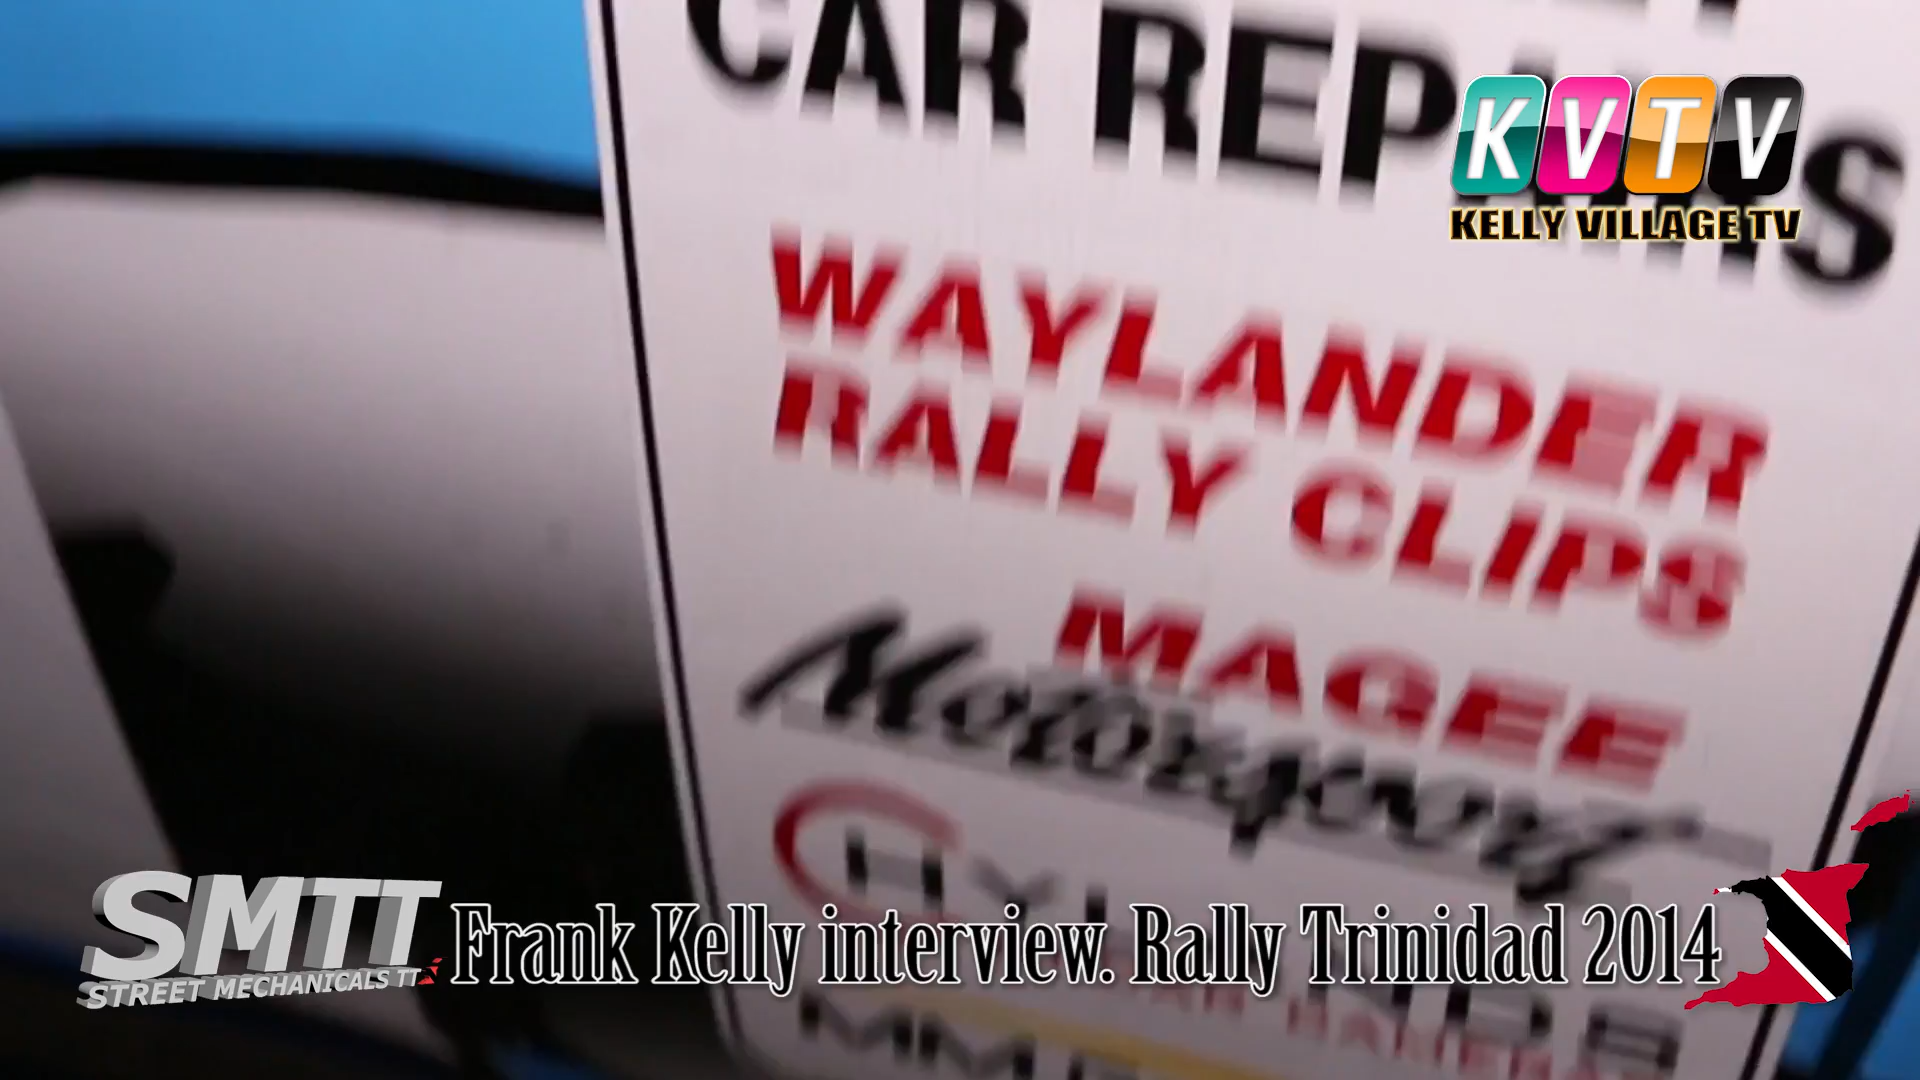 CAR REPAIRS
KVTV
KELLY VILLAGE TV
WAYLANDER
RALLY CLIPS
MAGEE
Motorsport
SMTT
STREET MECHANICALS TT
Frank Kelly interview. Rally Trinidad 2014